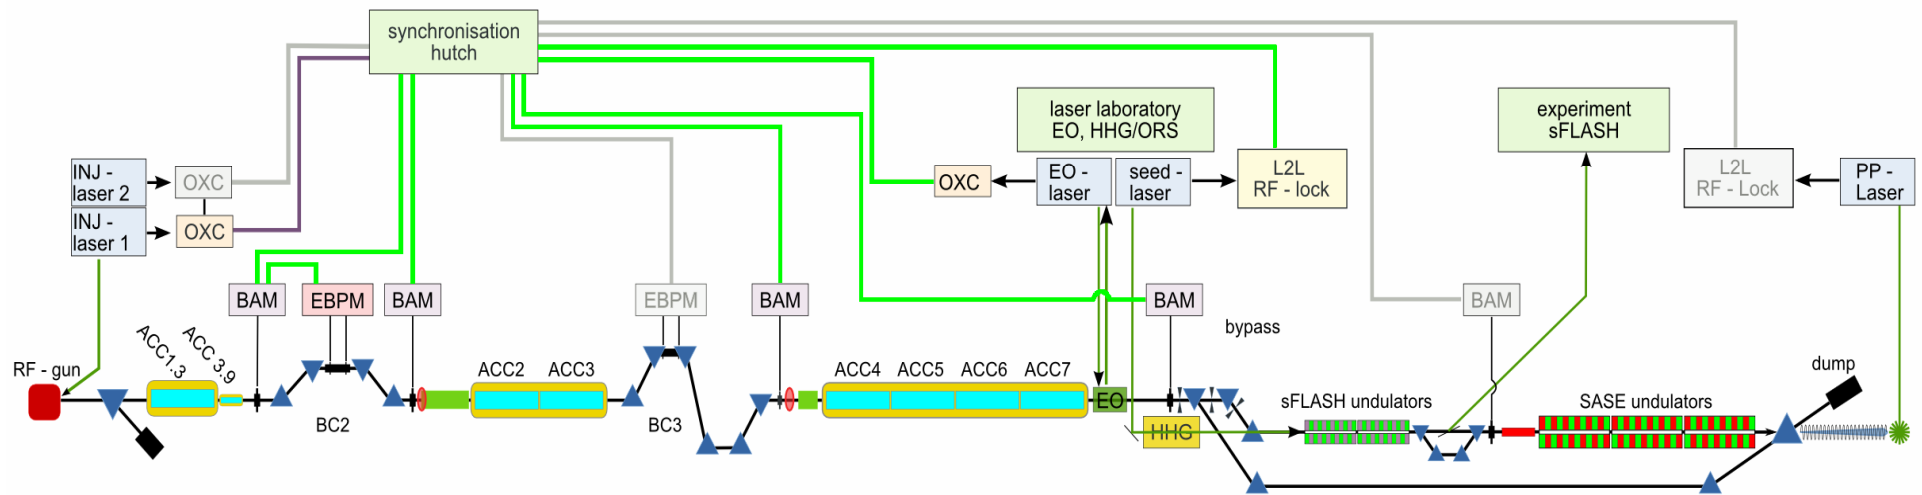 synchronisation
hutch
laser laboratory
EO, HHG/ORS
experiment
sFLASH
INJ -
laser 2
OXC
INJ -
laser 1
OXC
OXC
EO -
laser
seed -
laser
L2L
RF - lock
L2L
RF - Lock
PP -
Laser
BAM
EBPM
BAM
EBPM
BAM
BAM
BAM
bypass
RF - gun
ACC1.3
ACC 3.9
ACC2
ACC3
ACC4
ACC5
ACC6
ACC7
dump
EO
sFLASH undulators
SASE undulators
BC2
BC3
HHG